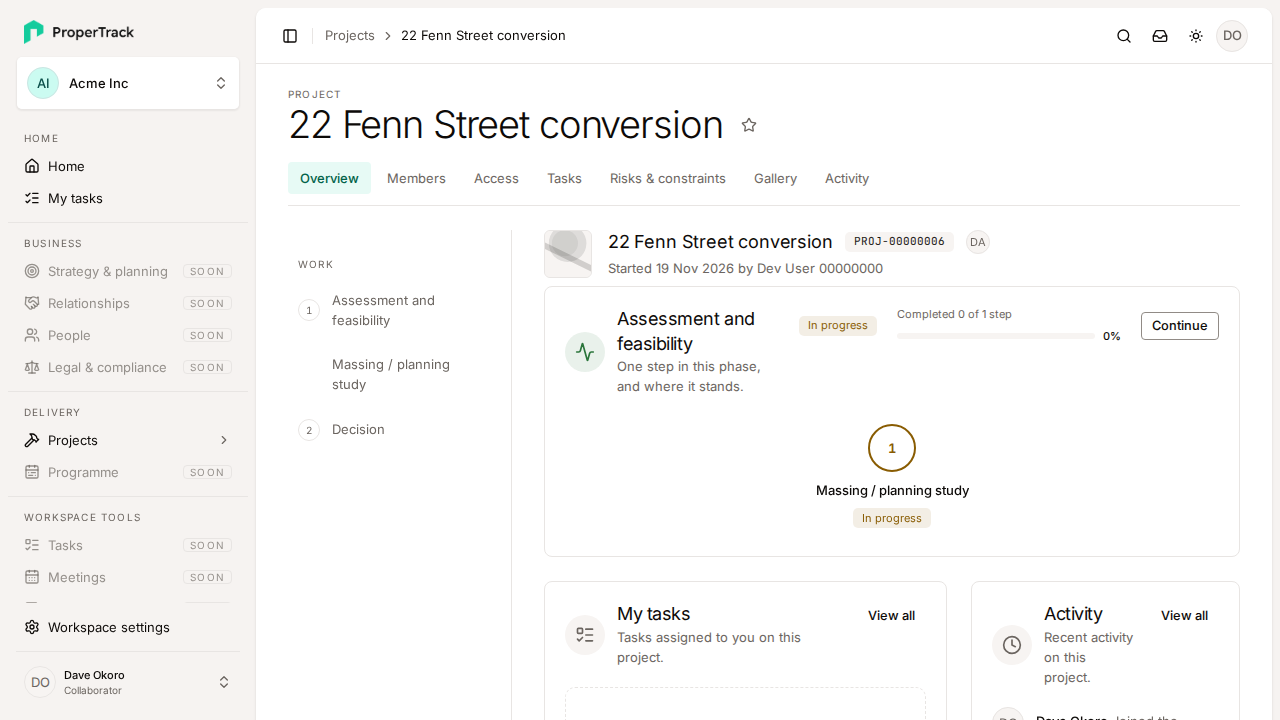 ProperTrack
Projects
22 Fenn Street conversion
DO
AI
Acme Inc
HOME
Home
My tasks
BUSINESS
Strategy & planning SOON
Relationships SOON
People SOON
Legal & compliance SOON
DELIVERY
Projects
Programme SOON
WORKSPACE TOOLS
Tasks SOON
Meetings SOON
Workspace settings
DO
Dave Okoro
Collaborator
PROJECT
22 Fenn Street conversion
Overview Members Access Tasks Risks & constraints Gallery Activity
WORK
1 Assessment and
feasibility
Massing / planning
study
2 Decision
22 Fenn Street conversion PROJ-00000006 DA
Started 19 Nov 2026 by Dev User 00000000
Assessment and
feasibility
One step in this phase,
and where it stands.
In progress
Completed 0 of 1 step
0%
Continue
1
Massing / planning study
In progress
My tasks
Tasks assigned to you on this
project.
View all
Activity
Recent activity
on this
project.
View all
DO
Dave Okoro Joined the